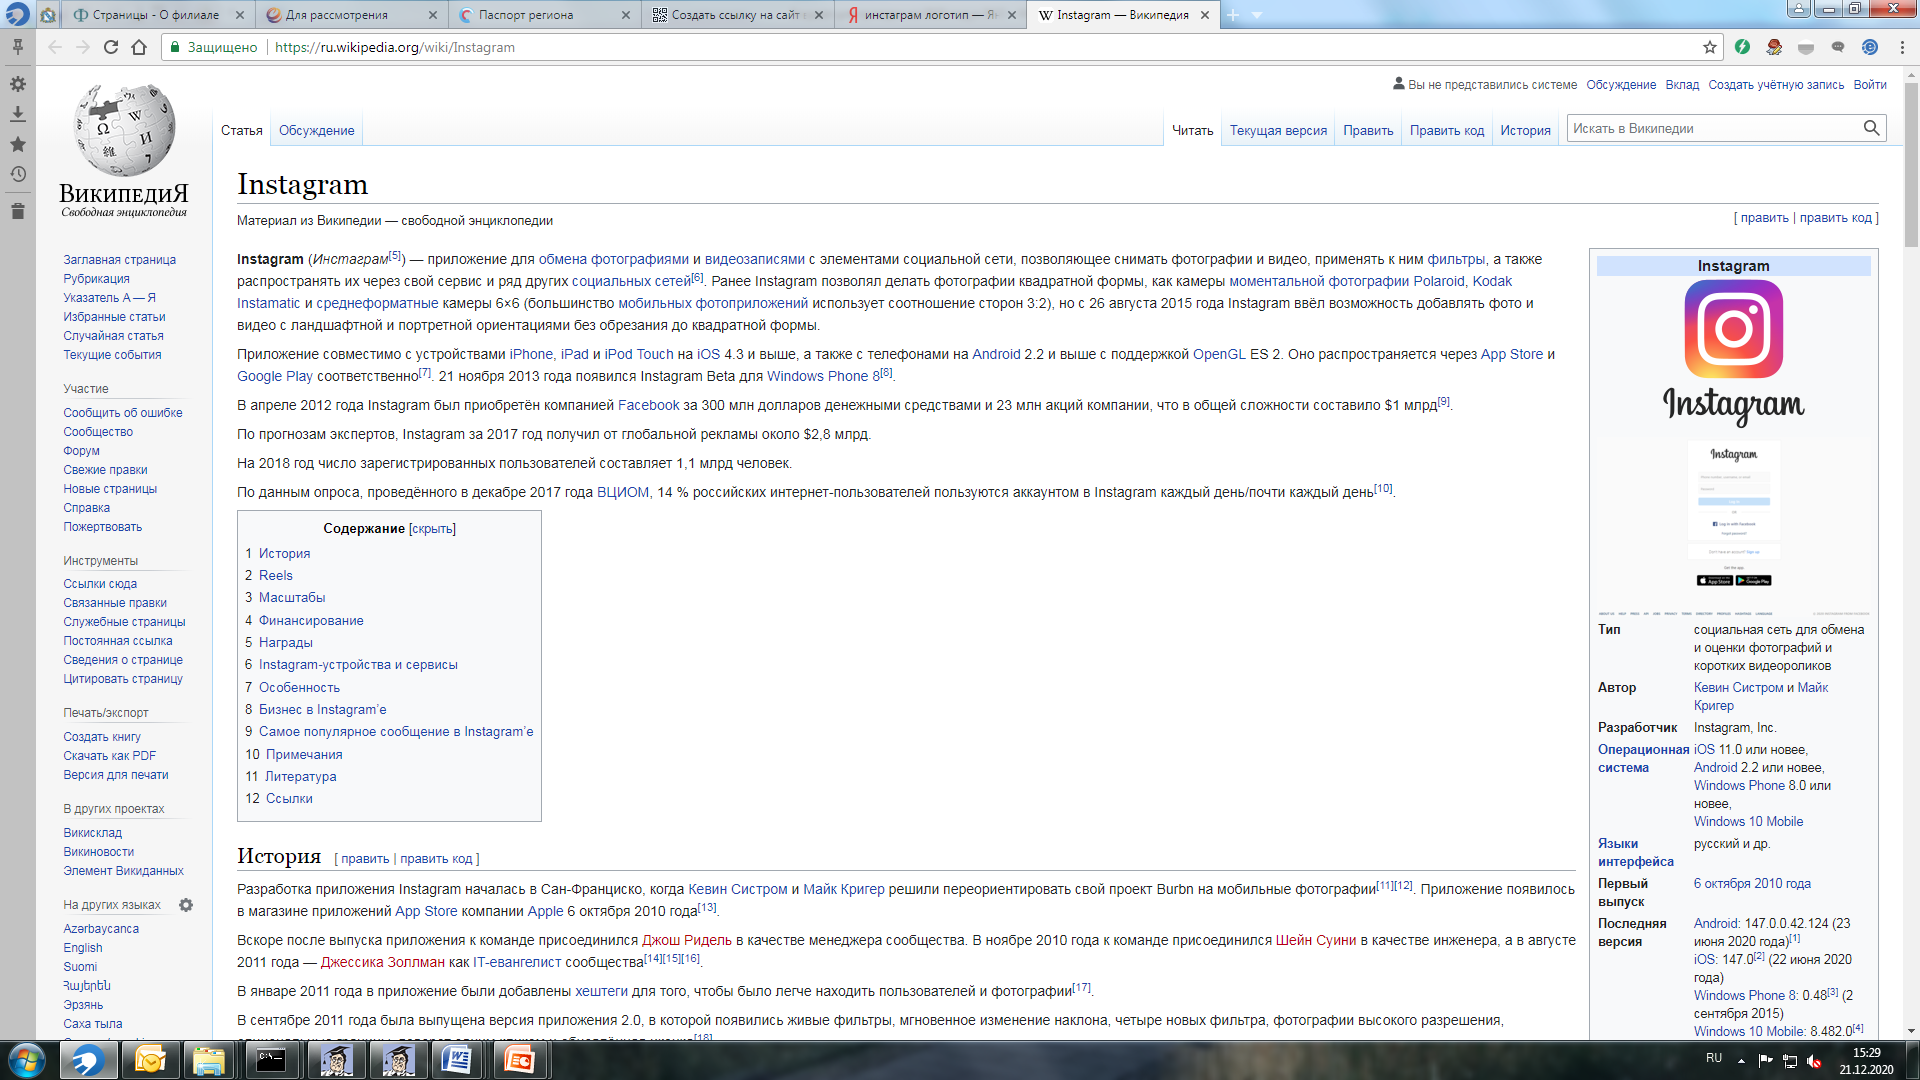 Страницы - О филиале
Для рассмотрения
Паспорт региона
Создать ссылку на сайт
инстаграм логотип — Ян
Instagram — Википедия
Защищено
https://ru.wikipedia.org/wiki/Instagram
Вы не представились системе Обсуждение Вклад Создать учётную запись Войти
Статья Обсуждение
Читать Текущая версия Править Править код История
Искать в Википедии
ВикипедиЯ
Свободная энциклопедия
Заглавная страница
Рубрикация
Указатель А — Я
Избранные статьи
Случайная статья
Текущие события
Участие
Сообщить об ошибке
Сообщество
Форум
Свежие правки
Новые страницы
Справка
Пожертвовать
Инструменты
Ссылки сюда
Связанные правки
Служебные страницы
Постоянная ссылка
Сведения о странице
Цитировать страницу
Печать/экспорт
Создать книгу
Скачать как PDF
Версия для печати
В других проектах
Викисклад
Викиновости
Элемент Викиданных
На других языках
Azərbaycanca
English
Suomi
Հայերեն
Эрзянь
Саха тыла
Instagram
Материал из Википедии — свободной энциклопедии
[ править | править код ]
Instagram (Инстаграм[5]) — приложение для обмена фотографиями и видеозаписями с элементами социальной сети, позволяющее снимать фотографии и видео, применять к ним фильтры, а также
распространять их через свой сервис и ряд других социальных сетей[6]. Ранее Instagram позволял делать фотографии квадратной формы, как камеры моментальной фотографии Polaroid, Kodak
Instamatic и среднеформатные камеры 6×6 (большинство мобильных фотоприложений использует соотношение сторон 3:2), но с 26 августа 2015 года Instagram ввёл возможность добавлять фото и
видео с ландшафтной и портретной ориентациями без обрезания до квадратной формы.
Приложение совместимо с устройствами iPhone, iPad и iPod Touch на iOS 4.3 и выше, а также с телефонами на Android 2.2 и выше с поддержкой OpenGL ES 2. Оно распространяется через App Store и
Google Play соответственно[7]. 21 ноября 2013 года появился Instagram Beta для Windows Phone 8[8].
В апреле 2012 года Instagram был приобретён компанией Facebook за 300 млн долларов денежными средствами и 23 млн акций компании, что в общей сложности составило $1 млрд[9].
По прогнозам экспертов, Instagram за 2017 год получил от глобальной рекламы около $2,8 млрд.
На 2018 год число зарегистрированных пользователей составляет 1,1 млрд человек.
По данным опроса, проведённого в декабре 2017 года ВЦИОМ, 14 % российских интернет-пользователей пользуются аккаунтом в Instagram каждый день/почти каждый день[10].
Содержание [скрыть]
1 История
2 Reels
3 Масштабы
4 Финансирование
5 Награды
6 Instagram-устройства и сервисы
7 Особенность
8 Бизнес в Instagram'е
9 Самое популярное сообщение в Instagram'е
10 Примечания
11 Литература
12 Ссылки
История [ править | править код ]
Разработка приложения Instagram началась в Сан-Франциско, когда Кевин Систром и Майк Кригер решили переориентировать свой проект Burbn на мобильные фотографии[11][12]. Приложение появилось
в магазине приложений App Store компании Apple 6 октября 2010 года[13].
Вскоре после выпуска приложения к команде присоединился Джош Ридель в качестве менеджера сообщества. В ноябре 2010 года к команде присоединился Шейн Суини в качестве инженера, а в августе
2011 года — Джессика Золлман как IT-евангелист сообщества[14][15][16].
В январе 2011 года в приложение были добавлены хештеги для того, чтобы было легче находить пользователей и фотографии[17].
В сентябре 2011 года была выпущена версия приложения 2.0, в которой появились живые фильтры, мгновенное изменение наклона, четыре новых фильтра, фотографии высокого разрешения,
Instagram
Instagram
Instagram
Log in with Facebook
App Store Google Play
Тип социальная сеть для обмена
и оценки фотографий и
коротких видеороликов
Автор Кевин Систром и Майк
Кригер
Разработчик Instagram, Inc.
Операционная iOS 11.0 или новее,
система Android 2.2 или новее,
Windows Phone 8.0 или
новее,
Windows 10 Mobile
Языки русский и др.
интерфейса
Первый 6 октября 2010 года
выпуск
Последняя Android: 147.0.0.42.124 (23
версия июня 2020 года)[1]
iOS: 147.0[2] (22 июня 2020
года)
Windows Phone 8: 0.48[3] (2
сентября 2015)
Windows 10 Mobile: 8.482.0[4]
RU
15:29
21.12.2020